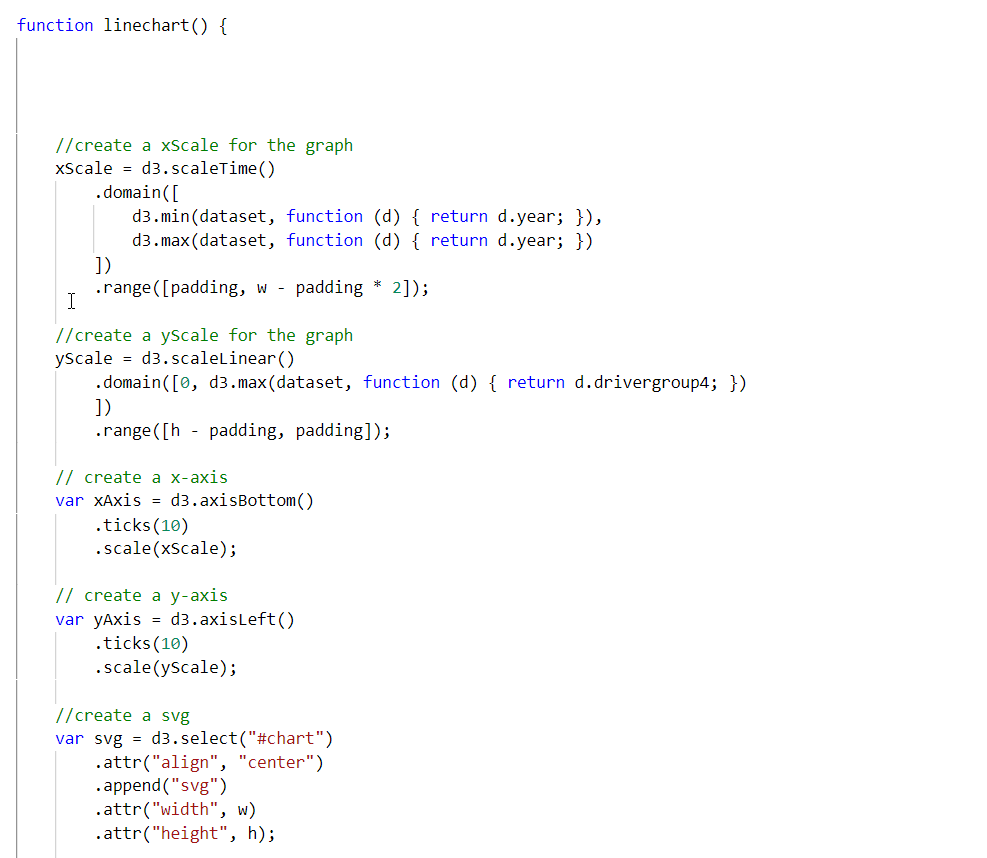 function linechart() {
    //create a xScale for the graph
    xScale = d3.scaleTime()
        .domain([
            d3.min(dataset, function (d) { return d.year; }),
            d3.max(dataset, function (d) { return d.year; })
        ])
        .range([padding, w - padding * 2]);
    //create a yScale for the graph
    yScale = d3.scaleLinear()
        .domain([0, d3.max(dataset, function (d) { return d.drivergroup4; })
        ])
        .range([h - padding, padding]);
    // create a x-axis
    var xAxis = d3.axisBottom()
        .ticks(10)
        .scale(xScale);
    // create a y-axis
    var yAxis = d3.axisLeft()
        .ticks(10)
        .scale(yScale);
    //create a svg
    var svg = d3.select("#chart")
        .attr("align", "center")
        .append("svg")
        .attr("width", w)
        .attr("height", h);